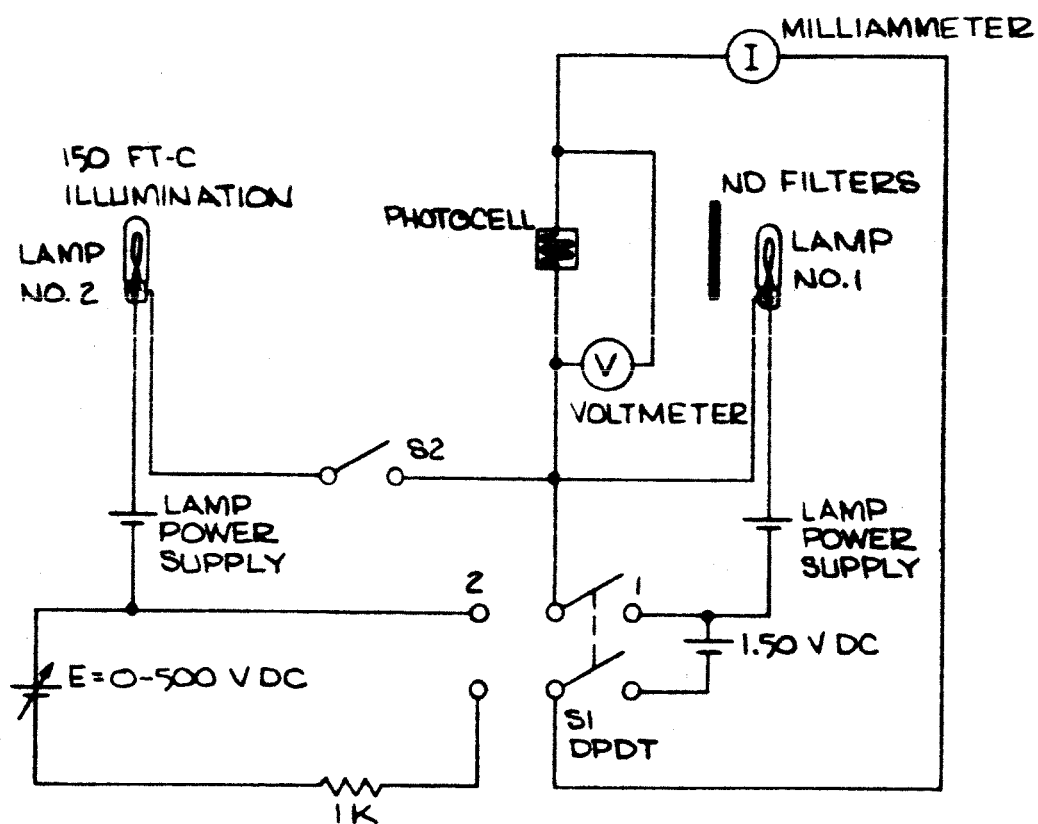 MILLIAMMETER
I
150 FT-C
ILLUMINATION
LAMP
NO. 2
PHOTOCELL
ND FILTERS
LAMP
NO. 1
V
VOLTMETER
S2
LAMP
POWER
SUPPLY
LAMP
POWER
SUPPLY
2
1
1.50 V DC
E=0-500 V DC
S1
DPDT
1K